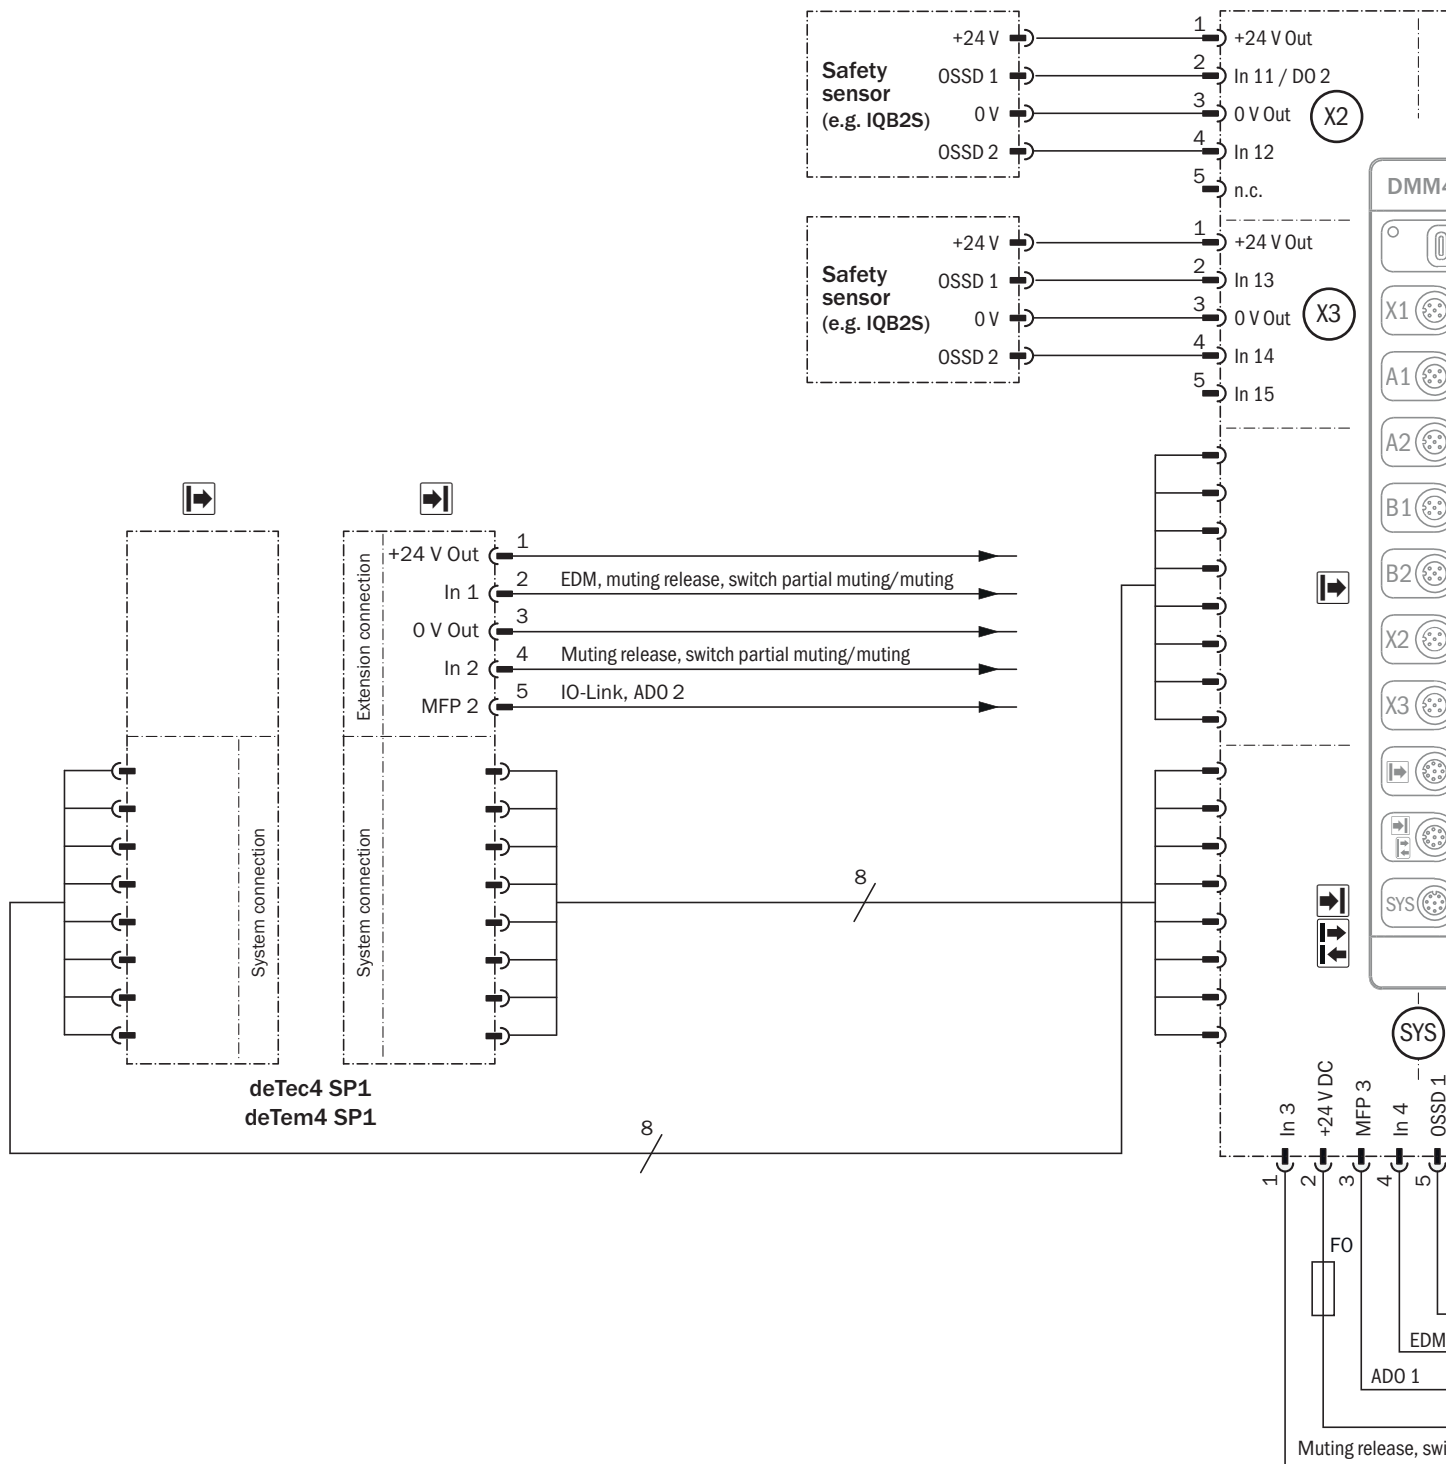 +24 V
1
+24 V Out
Safety
sensor
(e.g. IQB2S)
OSSD 1
2
In 11 / DO 2
0 V
3
0 V Out
X2
OSSD 2
4
In 12
5
n.c.
+24 V
1
+24 V Out
Safety
sensor
(e.g. IQB2S)
OSSD 1
2
In 13
0 V
3
0 V Out
X3
OSSD 2
4
In 14
5
In 15
DMM4
X1
A1
A2
B1
B2
X2
X3
SYS
SYS
Extension connection
+24 V Out
1
In 1
2
EDM, muting release, switch partial muting/muting
0 V Out
3
In 2
4
Muting release, switch partial muting/muting
MFP 2
5
IO-Link, ADO 2
System connection
System connection
8
deTec4 SP1
deTem4 SP1
8
In 3
+24 V DC
MFP 3
In 4
OSSD 1
1
2
3
4
5
F0
EDM
ADO 1
Muting release,